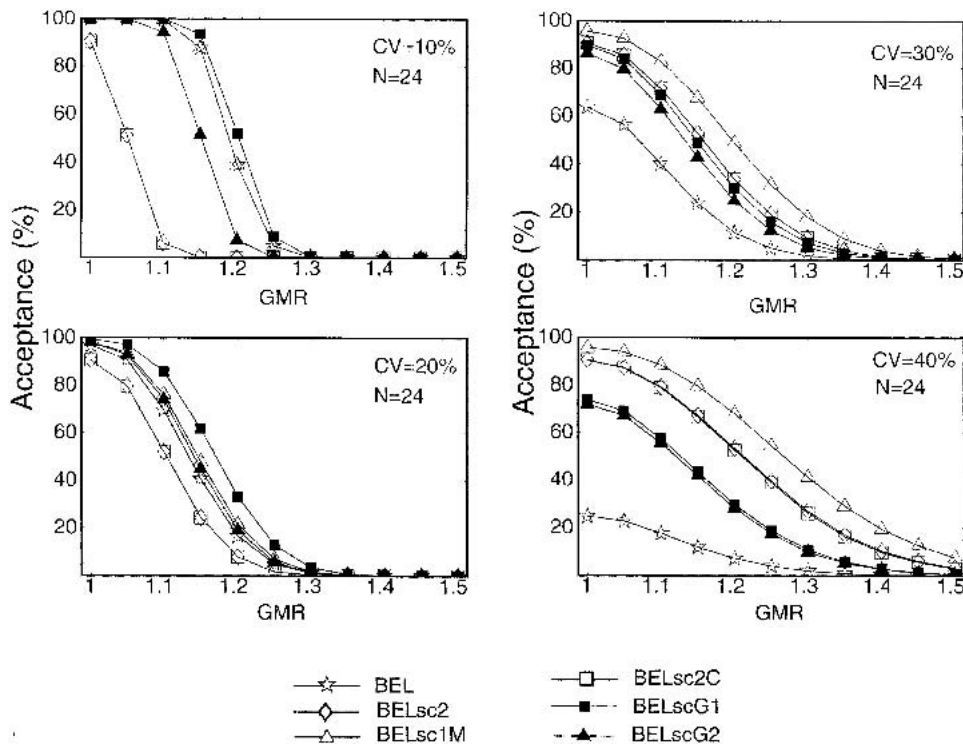 100
80
60
40
20
CV=10%
N=24
1 1.1 1.2 1.3 1.4 1.5
GMR
Acceptance (%)
100
80
60
40
20
CV=30%
N=24
1 1.1 1.2 1.3 1.4 1.5
GMR
Acceptance (%)
100
80
60
40
20
CV=20%
N=24
1 1.1 1.2 1.3 1.4 1.5
GMR
Acceptance (%)
100
80
60
40
20
CV=40%
N=24
1 1.1 1.2 1.3 1.4 1.5
GMR
Acceptance (%)
BEL
BELsc2
BELsc1M
BELsc2C
BELscG1
BELscG2